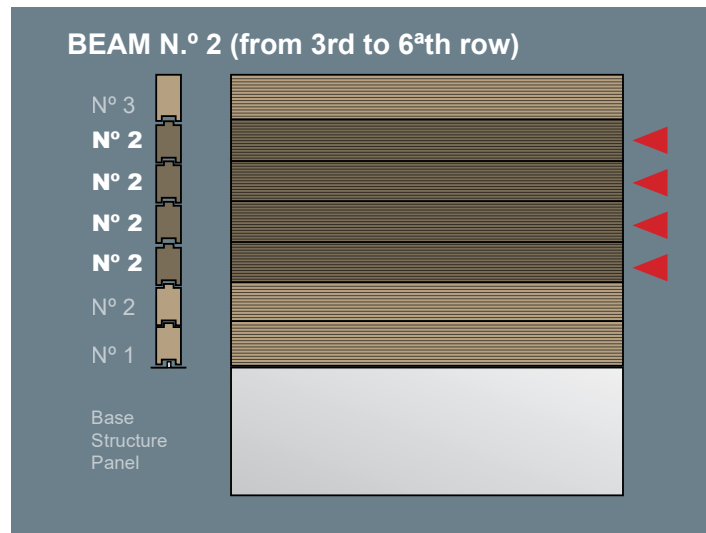 BEAM N.º 2 (from 3rd to 6ªth row)
Nº 3
Nº 2
Nº 2
Nº 2
Nº 2
Nº 2
Nº 1
Base
Structure
Panel